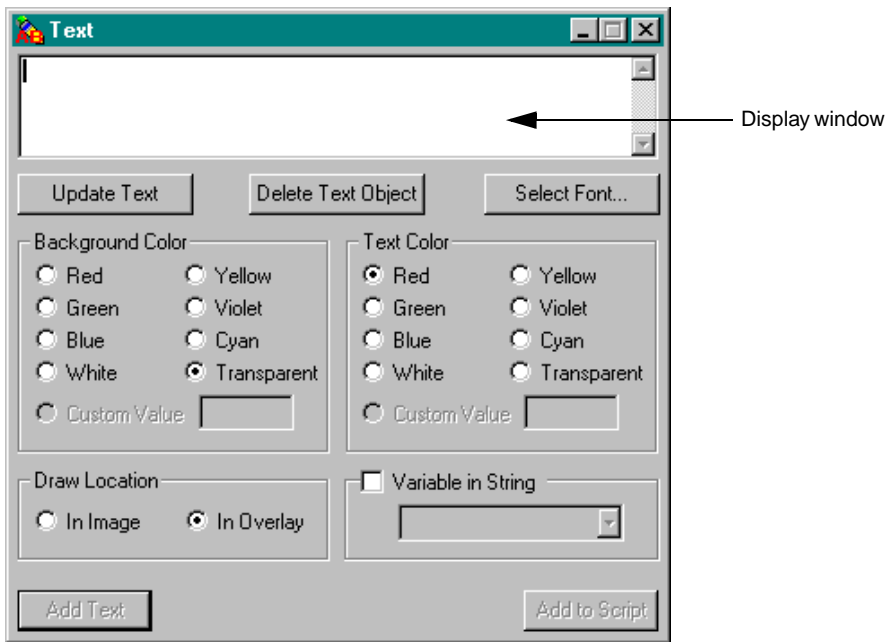 Text
Display window
Update Text Delete Text Object Select Font...
Background Color Text Color
Red Yellow Red Yellow
Green Violet Green Violet
Blue Cyan Blue Cyan
White Transparent White Transparent
Custom Value Custom Value
Draw Location Variable in String
In Image In Overlay
Add Text Add to Script